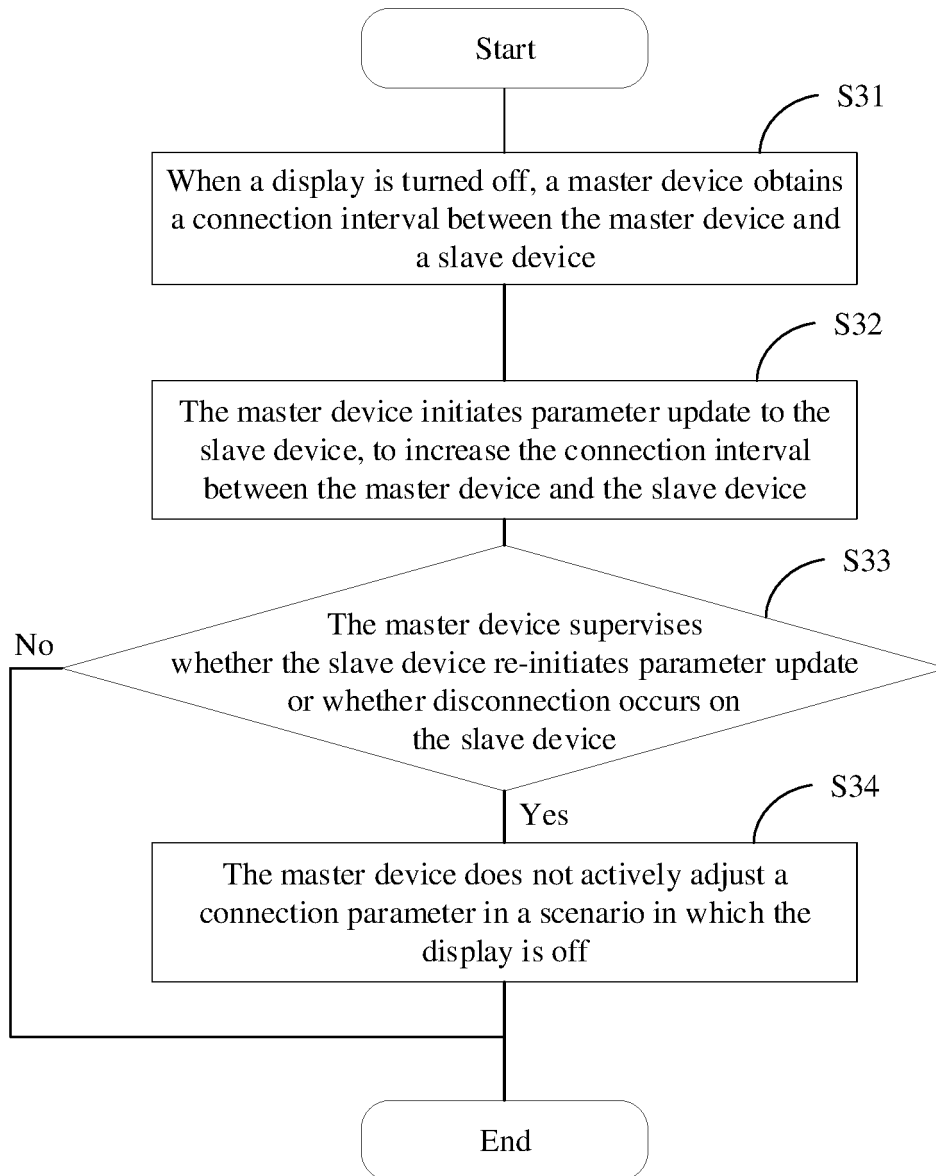 Start
S31
When a display is turned off, a master device obtains
a connection interval between the master device and
a slave device
S32
The master device initiates parameter update to the
slave device, to increase the connection interval
between the master device and the slave device
S33
No
The master device supervises
whether the slave device re-initiates parameter update
or whether disconnection occurs on
the slave device
S34
Yes
The master device does not actively adjust a
connection parameter in a scenario in which the
display is off
End